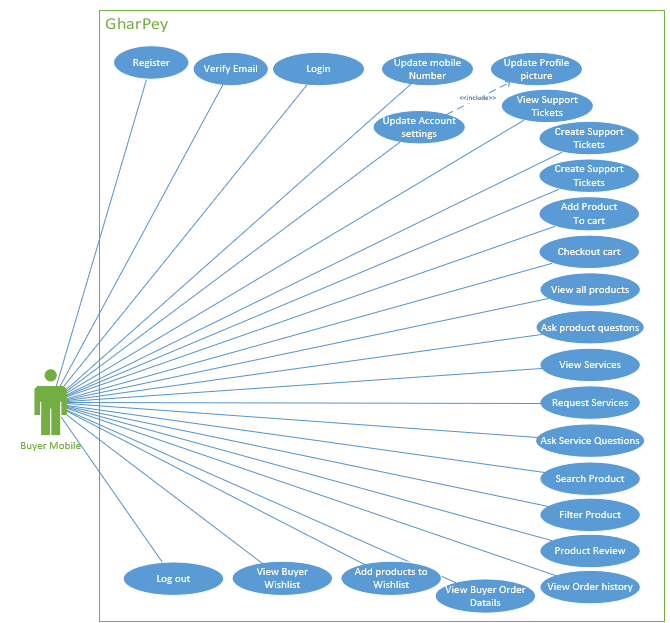 GharPey
Register
Verify Email
Login
Update mobile
Number
Update Profile
picture
<<include>>
View Support
Tickets
Update Account
settings
Create Support
Tickets
Create Support
Tickets
Add Product
To cart
Checkout cart
View all products
Ask product questons
View Services
Request Services
Buyer Mobile
Ask Service Questions
Search Product
Filter Product
Product Review
Log out
View Buyer
Wishlist
Add products to
Wishlist
View Buyer Order
Datails
View Order history